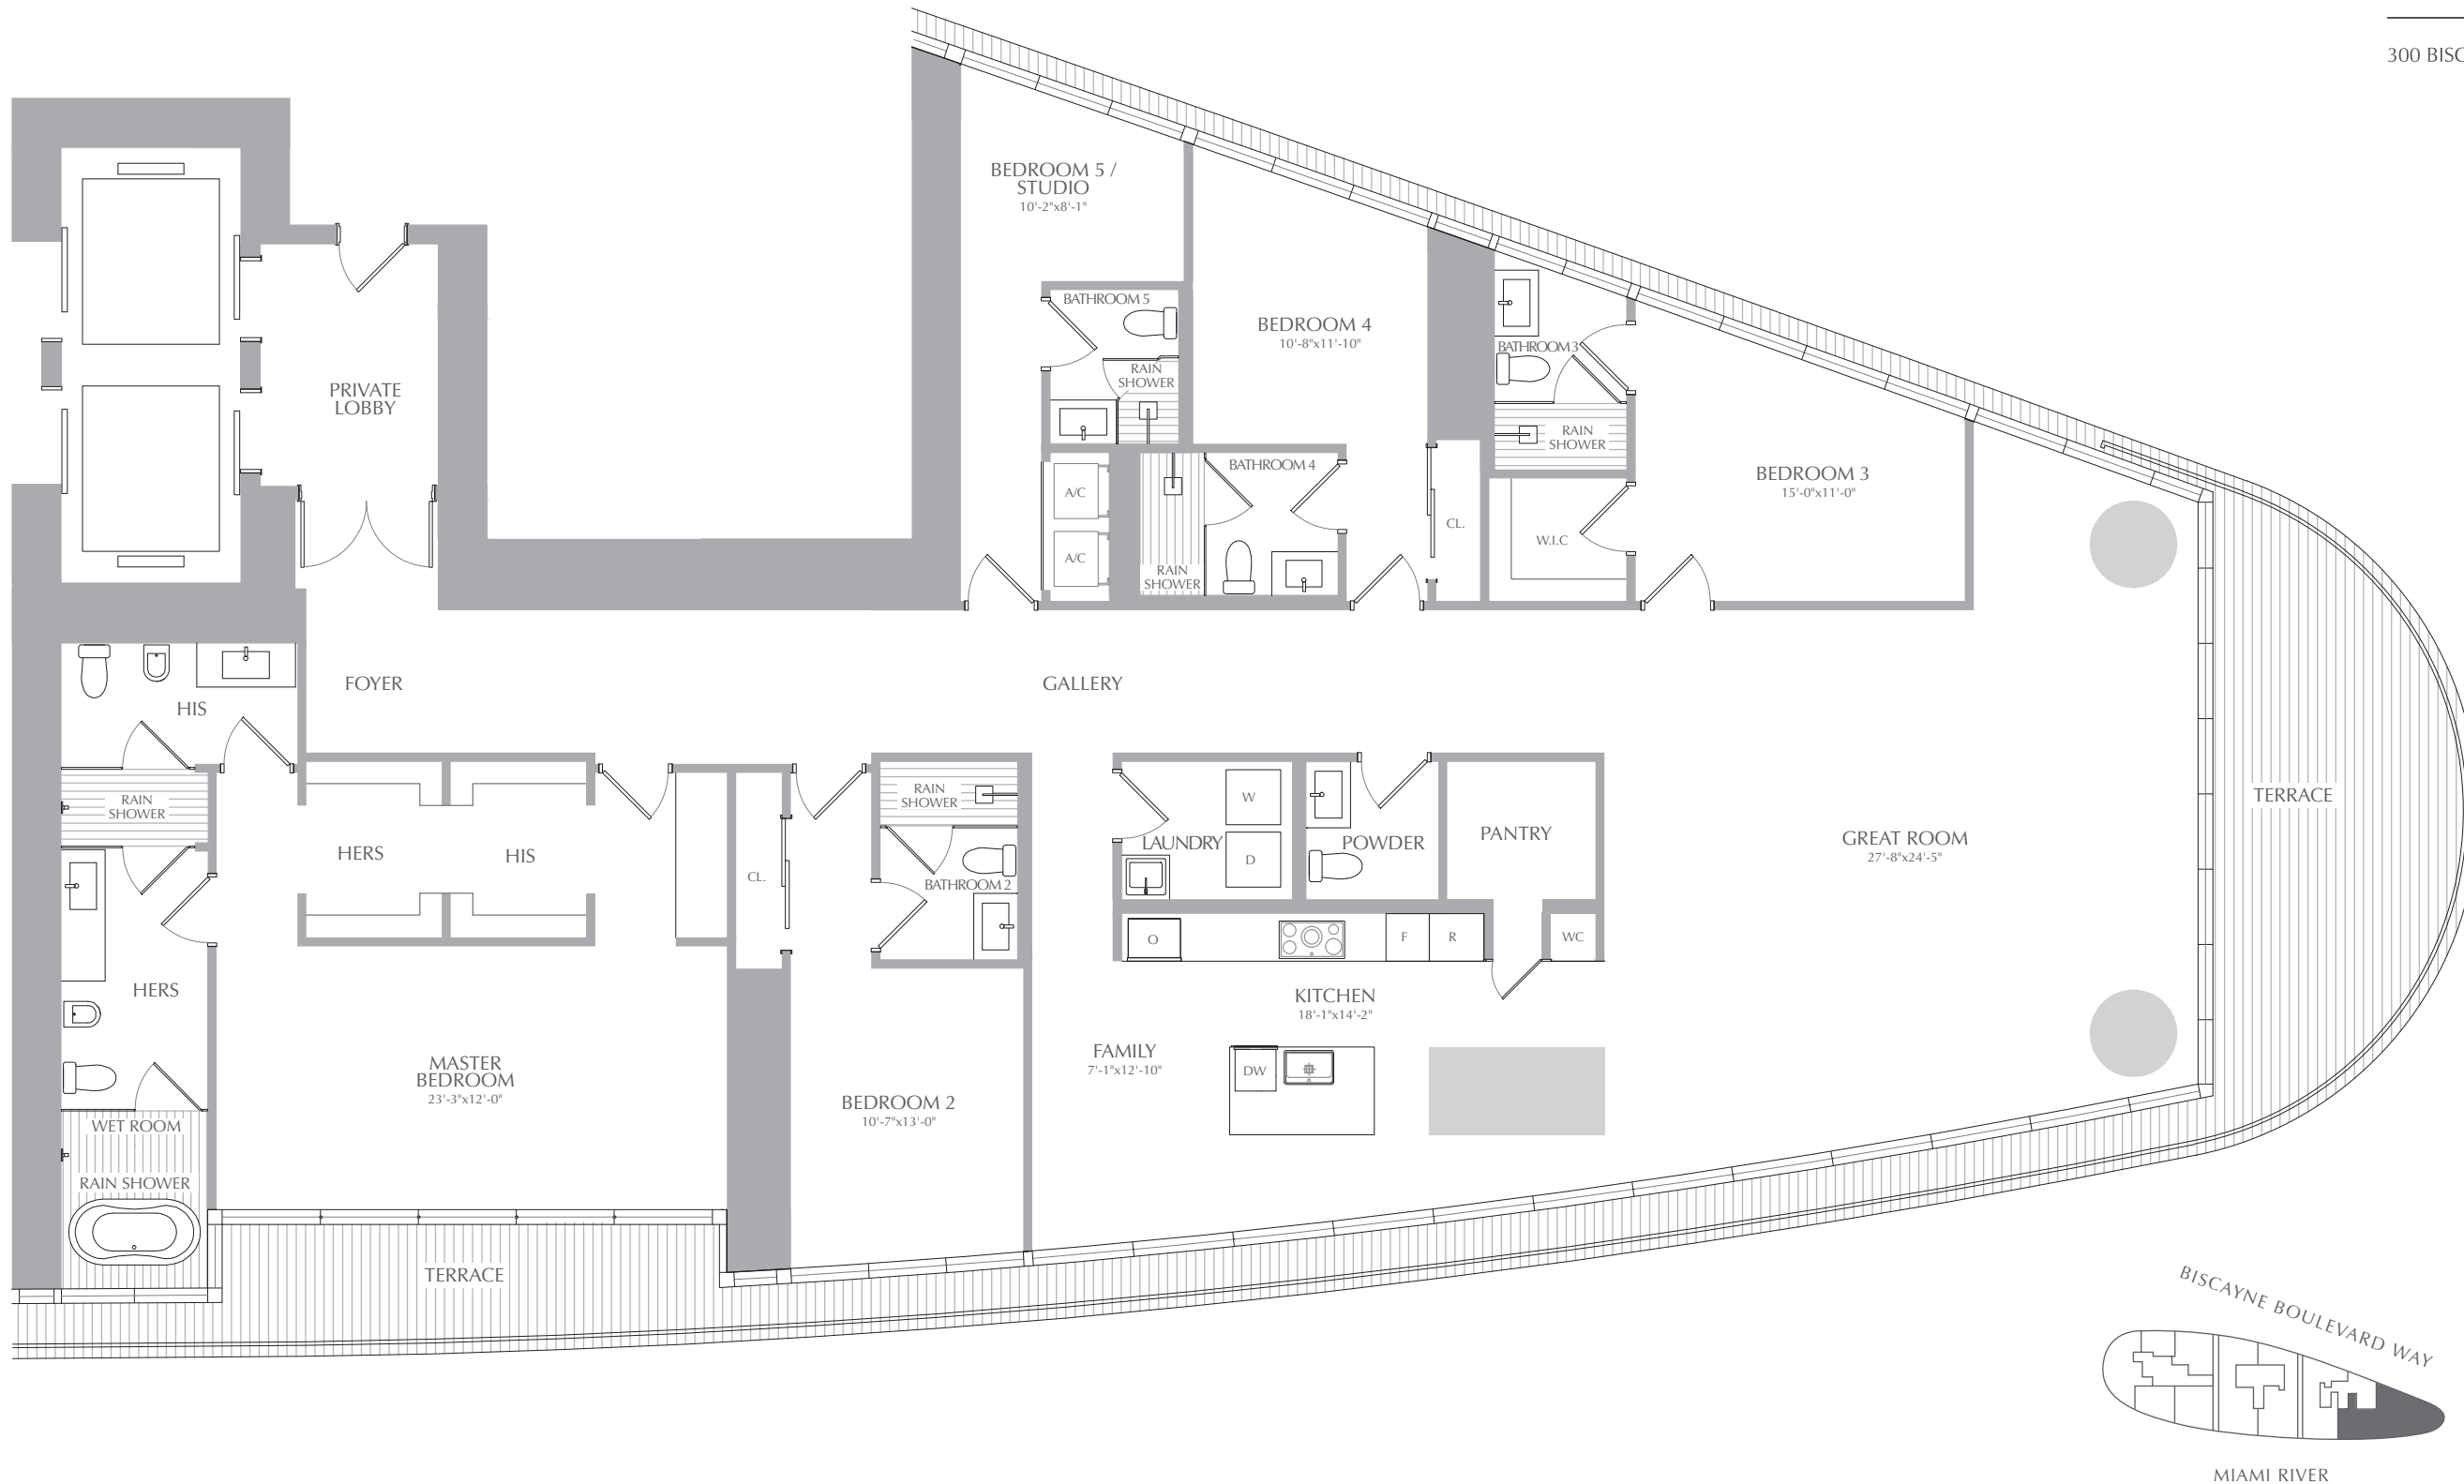 300 BISC
BEDROOM 5 /
STUDIO
10'-2"x8'-1"
BATHROOM 5
RAIN
SHOWER
BEDROOM 4
10'-8"x11'-10"
BATHROOM 3
RAIN
SHOWER
PRIVATE
LOBBY
BEDROOM 3
15'-0"x11'-0"
BATHROOM 4
A/C
A/C
RAIN
SHOWER
CL.
W.I.C
FOYER
GALLERY
HIS
RAIN
SHOWER
HERS
HIS
CL.
RAIN
SHOWER
BATHROOM 2
W
D
LAUNDRY
POWDER
PANTRY
GREAT ROOM
27'-8"x24'-5"
TERRACE
O
F
R
WC
HERS
KITCHEN
18'-1"x14'-2"
FAMILY
7'-1"x12'-10"
DW
MASTER
BEDROOM
23'-3"x12'-0"
BEDROOM 2
10'-7"x13'-0"
WET ROOM
RAIN SHOWER
TERRACE
BISCAYNE BOULEVARD WAY
MIAMI RIVER